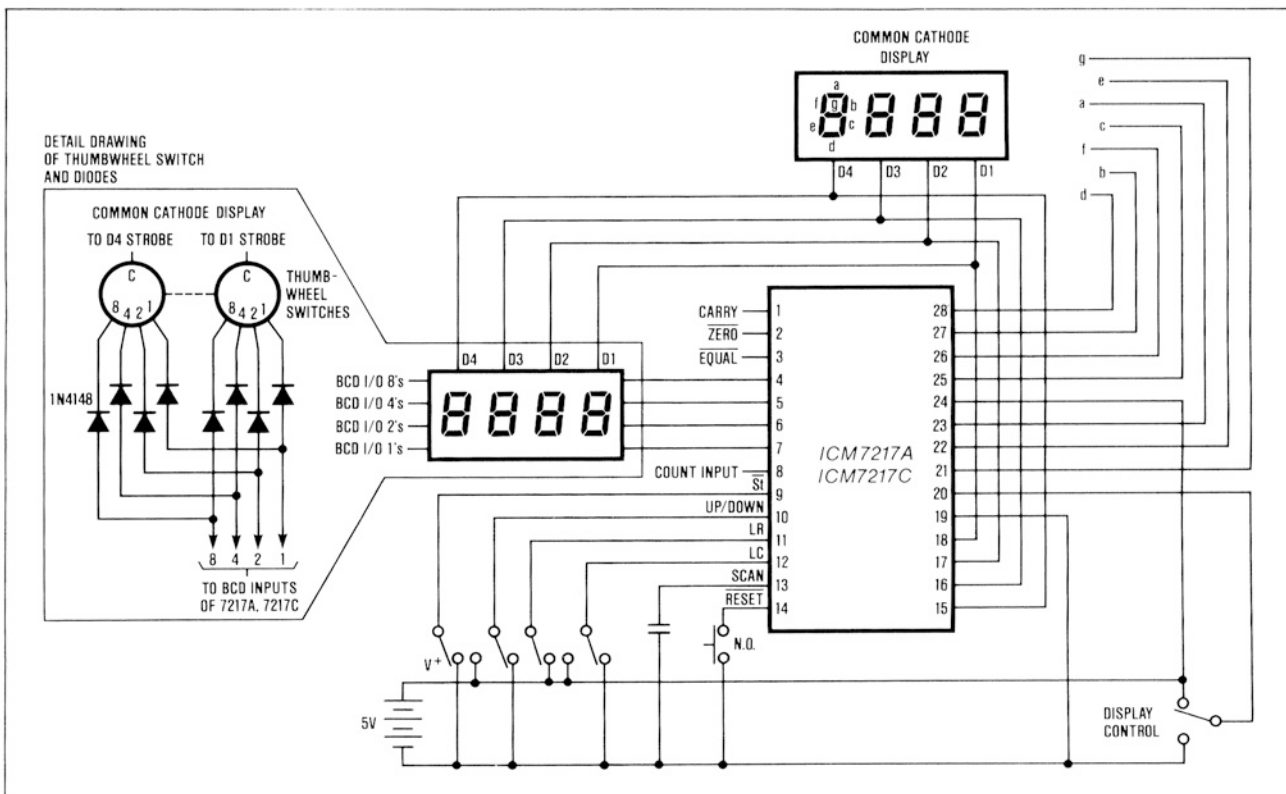 COMMON CATHODE
DISPLAY
a
f g b
e c
d
D4 D3 D2 D1
g
e
a
c
f
b
d
DETAIL DRAWING
OF THUMBWHEEL SWITCH
AND DIODES
COMMON CATHODE DISPLAY
TO D4 STROBE TO D1 STROBE
C C
8 4 2 1 8 4 2 1
THUMB-
WHEEL
SWITCHES
1N4148
8 4 2 1
TO BCD INPUTS
OF 7217A, 7217C
D4 D3 D2 D1
BCD I/O 8's
BCD I/O 4's
BCD I/O 2's
BCD I/O 1's
8888
8888
CARRY 1
ZERO 2
EQUAL 3
4
5
6
7
COUNT INPUT 8
St 9
UP/DOWN 10
LR 11
LC 12
SCAN 13
RESET 14
ICM7217A
ICM7217C
28
27
26
25
24
23
22
21
20
19
18
17
16
15
V+
N.O.
5V
DISPLAY
CONTROL